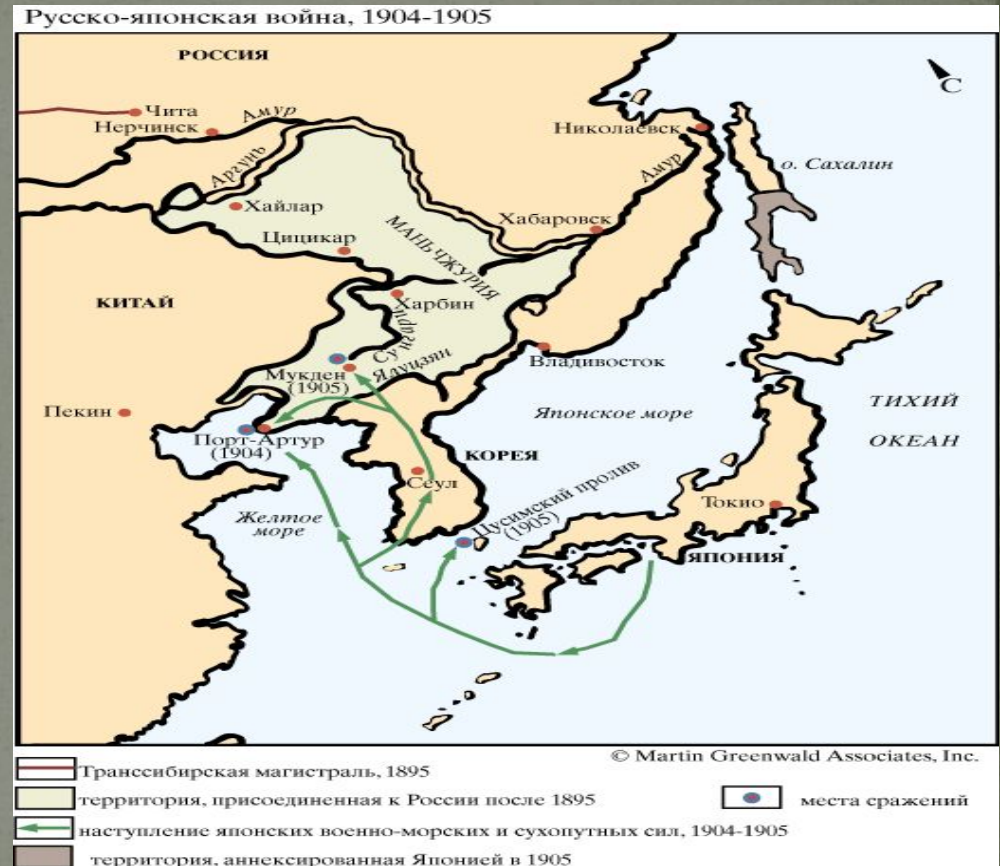 Русско-японская война, 1904-1905
РОССИЯ
С
Чита
Нерчинск
Амур
Николаевск
Аргунь
Амур
о. Сахалин
Хайлар
Хабаровск
Цицикар
МАНЬЧЖУРИЯ
КИТАЙ
Харбин
Сунгари
Ялуцзян
Владивосток
Мукден
(1905)
Пекин
Японское море
ТИХИЙ
ОКЕАН
Порт-Артур
(1904)
КОРЕЯ
Сеул
Цусимский пролив
(1905)
Токио
Желтое
море
ЯПОНИЯ
© Martin Greenwald Associates, Inc.
Транссибирская магистраль, 1895
территория, присоединенная к России после 1895
места сражений
наступление японских военно-морских и сухопутных сил, 1904-1905
территория, аннексированная Японией в 1905